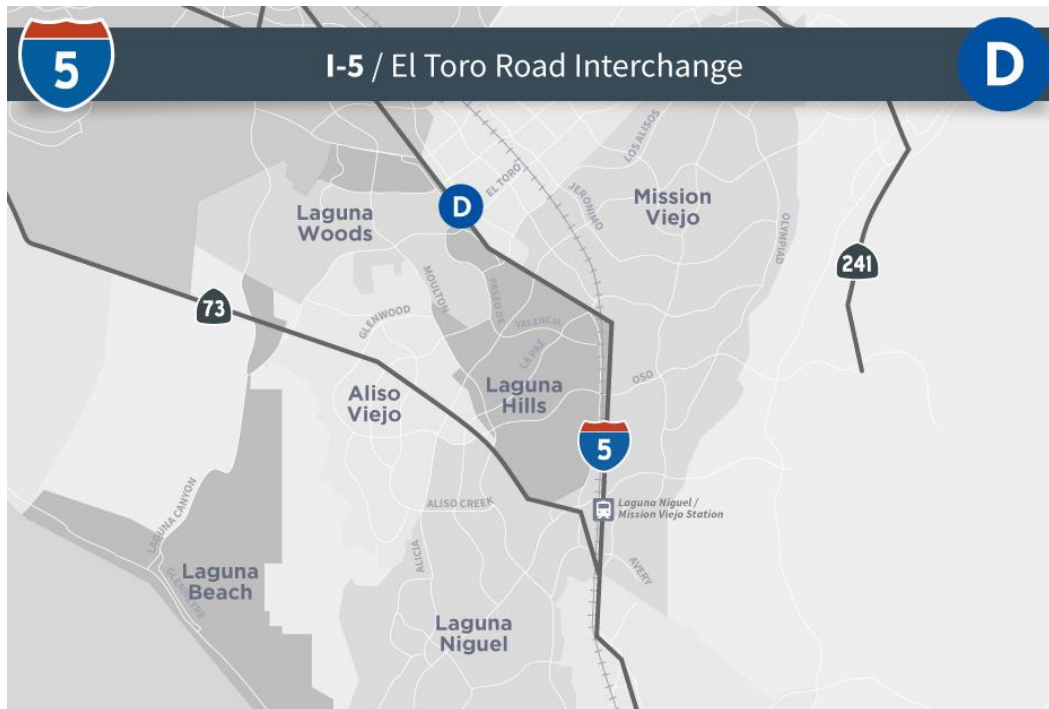 5
I-5 / El Toro Road Interchange
D
LOS ALISOS
EL TORO
JERONIMO
Mission
Viejo
D
Laguna
Woods
OLYMPIAD
241
MOULTON
PASEO DE
VALENCIA
73
GLENWOOD
LA PAZ
Aliso
Viejo
Laguna
Hills
OSO
5
LAGUNA CANYON
ALISO CREEK
Laguna Niguel /
Mission Viejo Station
ALICIA
AVERY
Laguna
Beach
GLENNEYRE
Laguna
Niguel